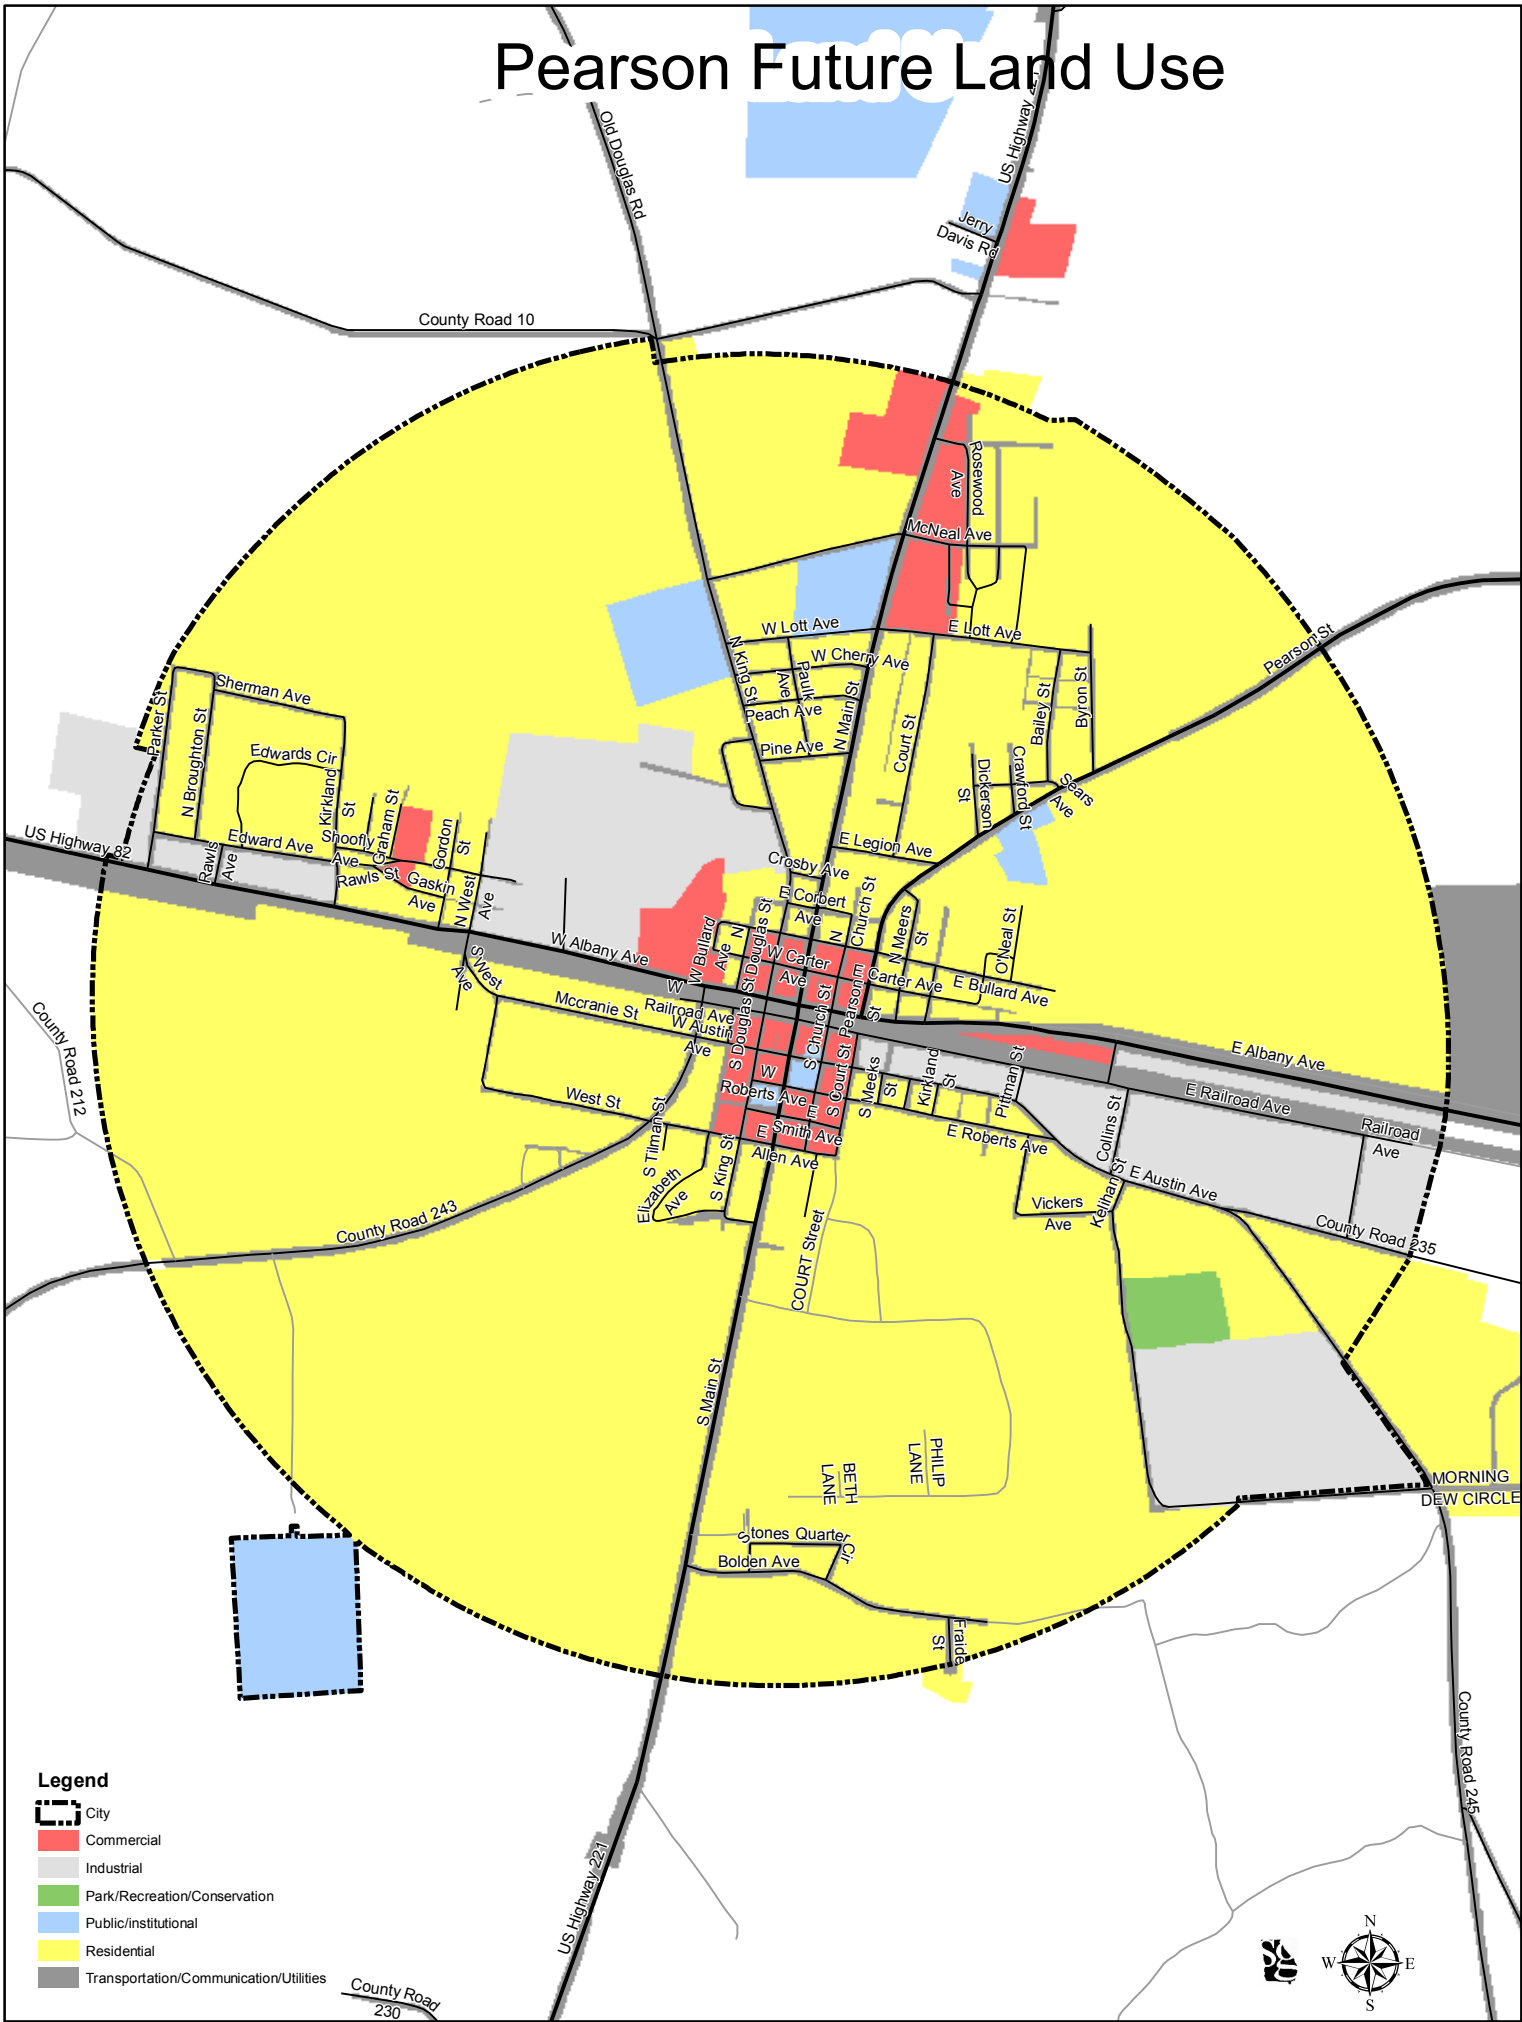 Pearson Future Land Use
US Highway 221
Old Douglas Rd
Jerry
Davis Rd
County Road 10
Rosewood
Ave
McNeal Ave
W Lott Ave
E Lott Ave
Pearson St
N King St
W Cherry Ave
Paulk
Ave
Peach Ave
N Main St
Pine Ave
Court St
Bailey St
Byron St
Sherman Ave
Parker St
N Broughton St
Edwards Cir
Kirkland
St
Graham St
Gordon
St
Dickerson
St
Crawford St
Sears
Ave
US Highway 82
Edward Ave
Shoofly
Ave
Rawls
Ave
Rawls St
Gaskin
Ave
N West
Ave
E Legion Ave
Crosby Ave
E Corbert
Ave
N
Church St
N Meers
St
O'Neal St
W Bullard
Ave
N
Douglas St
W Carter
Ave
E
Carter Ave
E Bullard Ave
W Albany Ave
S West
Ave
W
Railroad Ave
Mccranie St
W Austin
Ave
S Douglas St
S Church St
Pearson
St
S Court St
E Albany Ave
E Railroad Ave
Railroad
Ave
County Road 212
West St
W
Roberts Ave
S Meeks
St
Kirkland
St
Pittman St
Collins St
E
Smith Ave
E
Allen Ave
E Roberts Ave
S Tilman St
S King St
Elizabeth
Ave
Vickers
Ave
Kelihan St
E Austin Ave
County Road 235
County Road 243
COURT Street
S Main St
BETH
LANE
PHILIP
LANE
MORNING
DEW CIRCLE
Stones Quarter
Cir
Bolden Ave
Fraide
St
County Road 245
US Highway 221
County Road
230
Legend
City
Commercial
Industrial
Park/Recreation/Conservation
Public/institutional
Residential
Transportation/Communication/Utilities
N
W
E
S